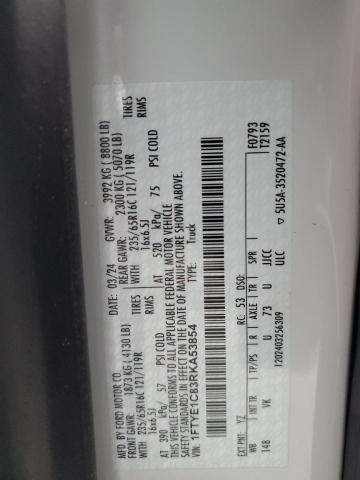 MFD. BY FORD MOTOR CO.
DATE: 03/24 GVWR: 3992 KG ( 8800 LB)
FRONT GAWR: 1873 KG ( 4130 LB) REAR GAWR: 2300 KG ( 5070 LB)
WITH 235/65R16C 121/119R TIRES WITH 235/65R16C 121/119R TIRES
16x6.5J RIMS 16x6.5J RIMS
AT 390 kPa/ 57 PSI COLD AT 520 kPa/ 75 PSI COLD
THIS VEHICLE CONFORMS TO ALL APPLICABLE FEDERAL MOTOR VEHICLE
SAFETY STANDARDS IN EFFECT ON THE DATE OF MANUFACTURE SHOWN ABOVE.
VIN: 1FTYE1C83RKA53854 TYPE: Truck
F0793
T2159
EXT PNT: YZ RC: 53 DSO:
WB INT TR TP/PS R AXLE TR SPR
148 VK U 73 U JJCC
ULC
1202403256309 5U5A-3520472-AA